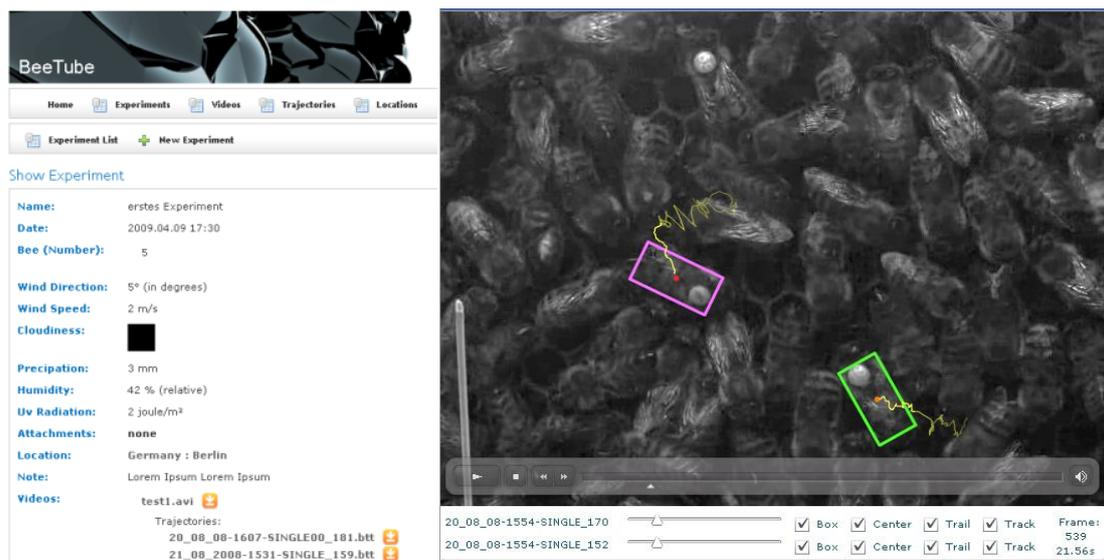 BeeTube
Home Experiments Videos Trajectories Locations
Experiment List New Experiment
Show Experiment
Name: erstes Experiment
Date: 2009.04.09 17:30
Bee (Number): 5
Wind Direction: 5° (in degrees)
Wind Speed: 2 m/s
Cloudiness:
Precipation: 3 mm
Humidity: 42 % (relative)
Uv Radiation: 2 joule/m²
Attachments: none
Location: Germany : Berlin
Note: Lorem Ipsum Lorem Ipsum
Videos: test1.avi
Trajectories:
20_08_08-1607-SINGLE00_181.btt
21_08_2008-1531-SINGLE_159.btt
20_08_08-1554-SINGLE_170 Box Center Trail Track
20_08_08-1554-SINGLE_152 Box Center Trail Track
Frame:
539
21.56s